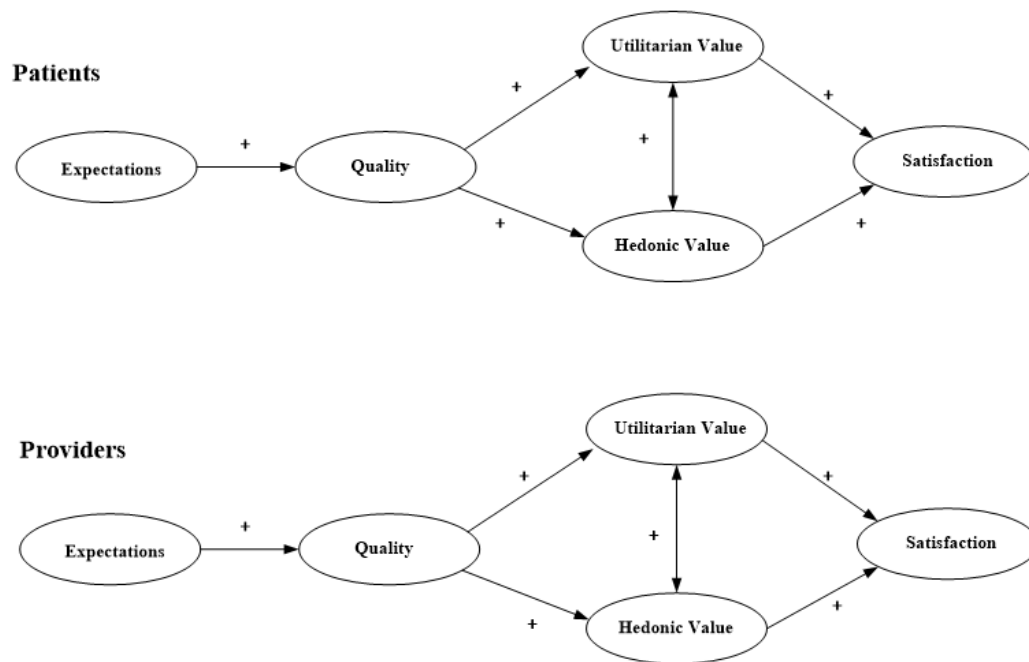 Utilitarian Value
Patients
+
+
+
+
Expectations
Quality
Satisfaction
+
+
Hedonic Value
Utilitarian Value
Providers
+
+
+
+
Expectations
Quality
Satisfaction
+
+
Hedonic Value